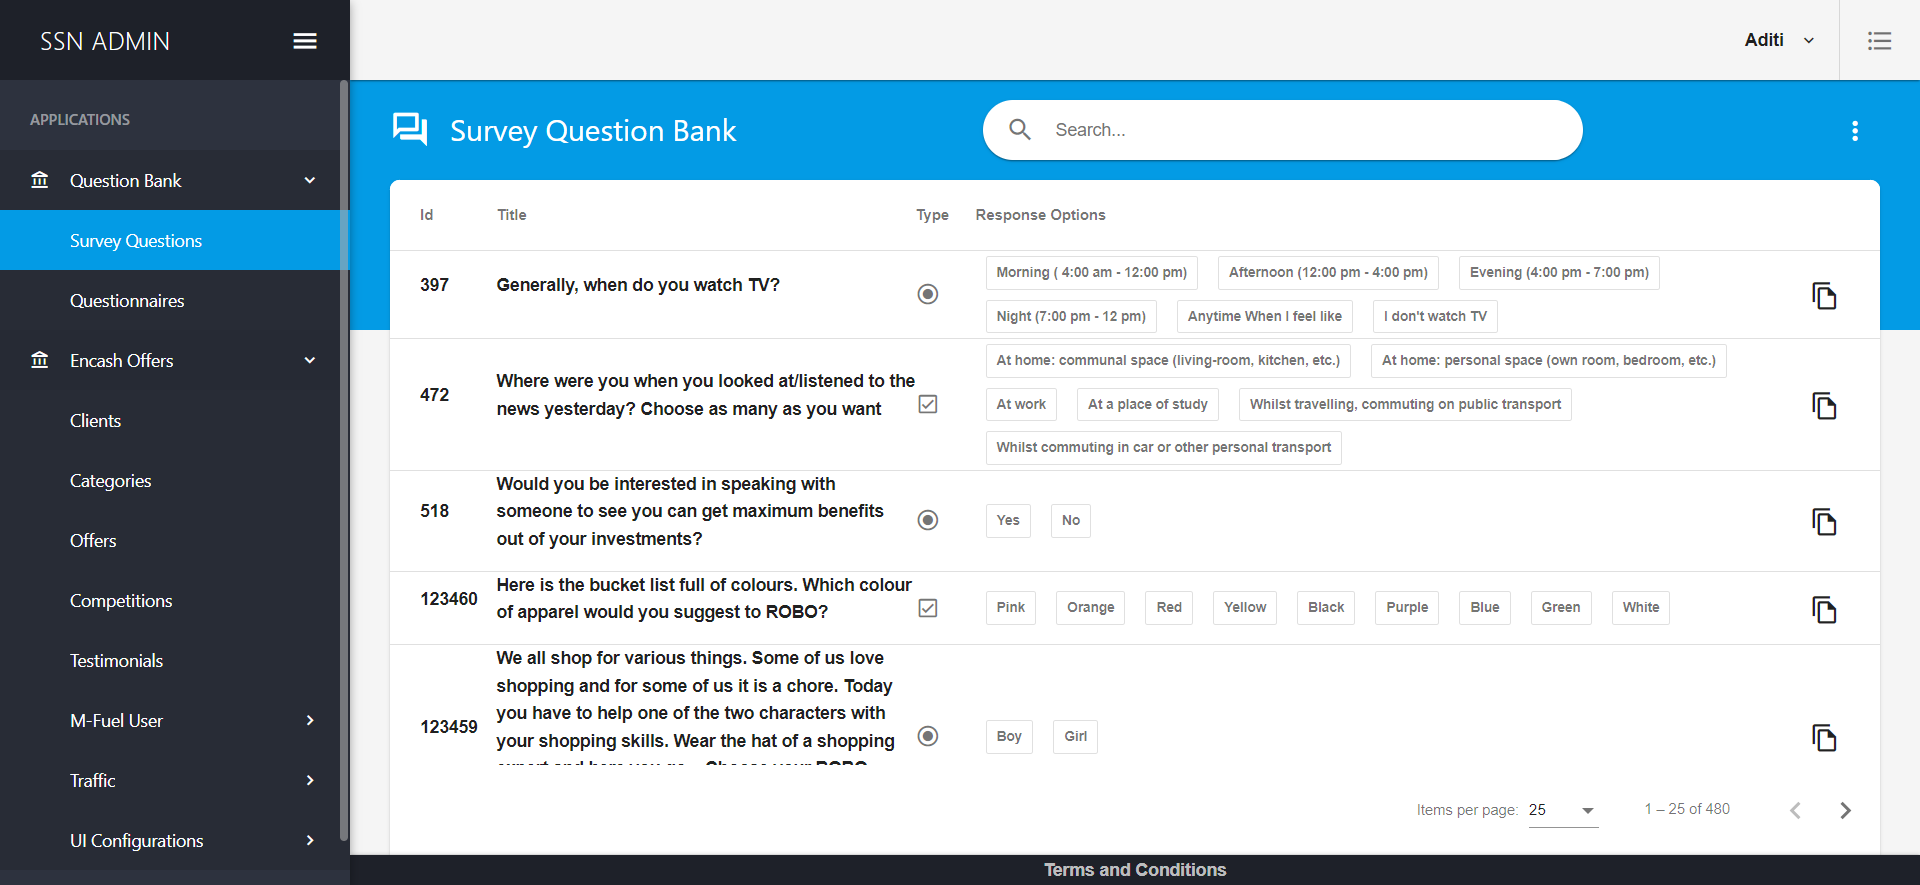 SSN ADMIN
Aditi
APPLICATIONS
Question Bank
Survey Questions
Questionnaires
Encash Offers
Clients
Categories
Offers
Competitions
Testimonials
M-Fuel User
Traffic
UI Configurations
Survey Question Bank
Search...
Id Title Type Response Options
397
Generally, when do you watch TV?
Morning ( 4:00 am - 12:00 pm) Afternoon (12:00 pm - 4:00 pm) Evening (4:00 pm - 7:00 pm)
Night (7:00 pm - 12 pm) Anytime When I feel like I don't watch TV
472
Where were you when you looked at/listened to the
news yesterday? Choose as many as you want
At home: communal space (living-room, kitchen, etc.) At home: personal space (own room, bedroom, etc.)
At work At a place of study Whilst travelling, commuting on public transport
Whilst commuting in car or other personal transport
518
Would you be interested in speaking with
someone to see you can get maximum benefits
out of your investments?
Yes No
123460
Here is the bucket list full of colours. Which colour
of apparel would you suggest to ROBO?
Pink Orange Red Yellow Black Purple Blue Green White
123459
We all shop for various things. Some of us love
shopping and for some of us it is a chore. Today
you have to help one of the two characters with
your shopping skills. Wear the hat of a shopping
Boy Girl
Items per page: 25 1 – 25 of 480
Terms and Conditions